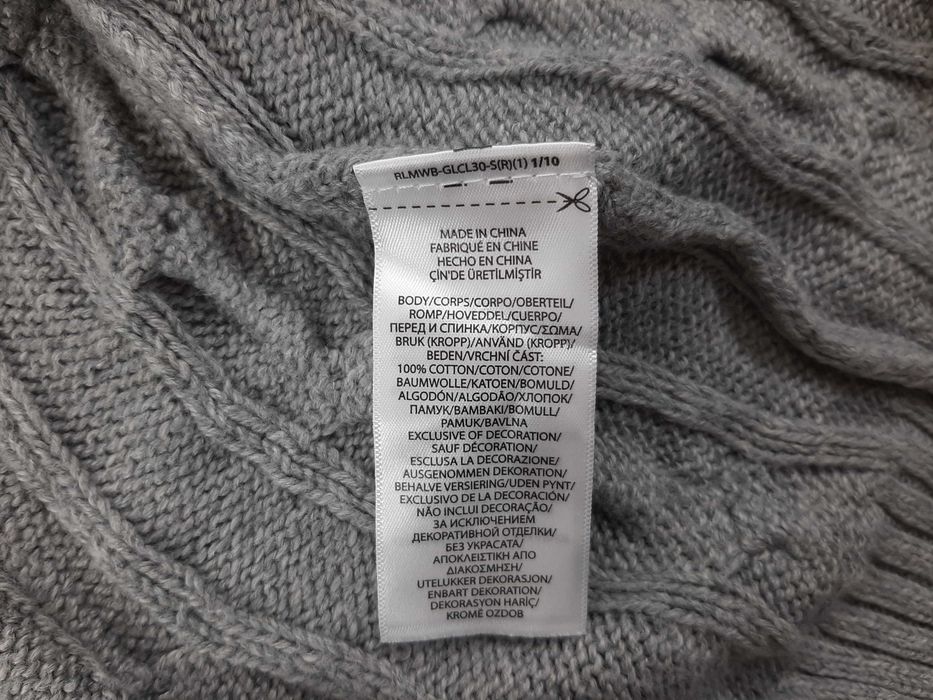 RLMWB-GLCL30-S(R)(1) 1/10
MADE IN CHINA
FABRIQUÉ EN CHINE
HECHO EN CHINA
ÇİN'DE ÜRETİLMİŞTİR
BODY/CORPS/CORPO/OBERTEIL/
ROMP/HOVEDDEL/CUERPO/
ПЕРЕД И СПИНКА/КОРПУС/ΣΩΜΑ/
BRUK (KROPP)/ANVÄND (KROPP)/
BEDEN/VRCHNÍ ČÁST:
100% COTTON/COTON/COTONE/
BAUMWOLLE/KATOEN/BOMULD/
ALGODÓN/ALGODÃO/ХЛОПОК/
ПАМУК/ΒΑΜΒΑΚΙ/BOMULL/
PAMUK/BAVLNA
EXCLUSIVE OF DECORATION/
SAUF DÉCORATION/
ESCLUSA LA DECORAZIONE/
AUSGENOMMEN DEKORATION/
BEHALVE VERSIERING/UDEN PYNT/
EXCLUSIVO DE LA DECORACIÓN/
NÃO INCLUI DECORAÇÃO/
ЗА ИСКЛЮЧЕНИЕМ
ДЕКОРАТИВНОЙ ОТДЕЛКИ/
БЕЗ УКРАСАТА/
ΑΠΟΚΛΕΙΣΤΙΚΗ ΑΠΟ
ΔΙΑΚΟΣΜΗΣΗ/
UTELUKKER DEKORASJON/
ENBART DEKORATION/
DEKORASYON HARİÇ/
KROMĚ OZDOB